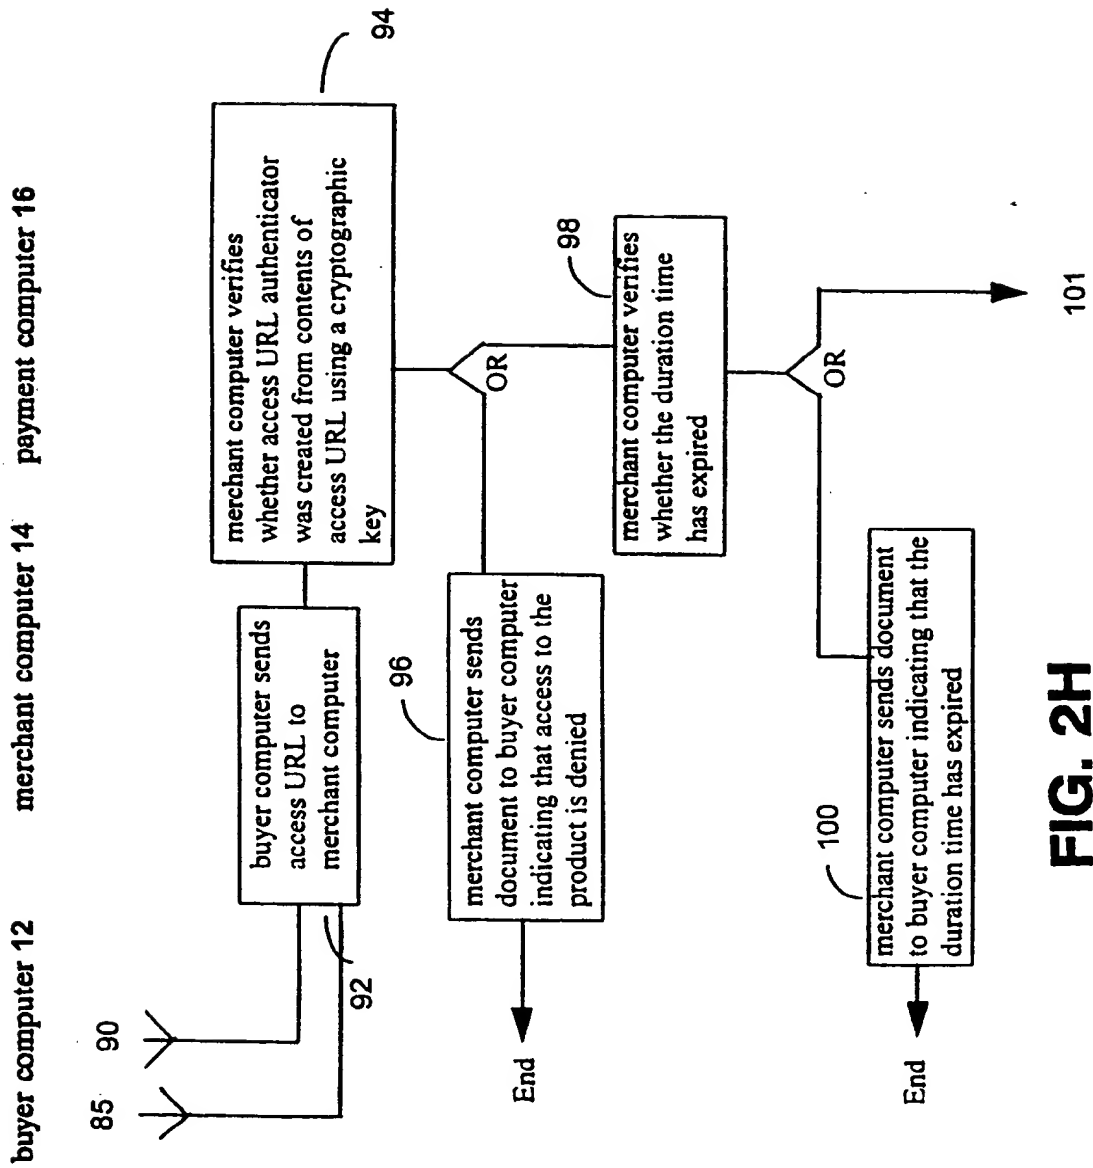 buyer computer 12
merchant computer 14
payment computer 16
85
90
92
buyer computer sends
access URL to
merchant computer
94
merchant computer verifies
whether access URL authenticator
was created from contents of
access URL using a cryptographic
key
OR
96
merchant computer sends
document to buyer computer
indicating that access to the
product is denied
End
98
merchant computer verifies
whether the duration time
has expired
OR
100
merchant computer sends document
to buyer computer indicating that the
duration time has expired
End
101
FIG. 2H